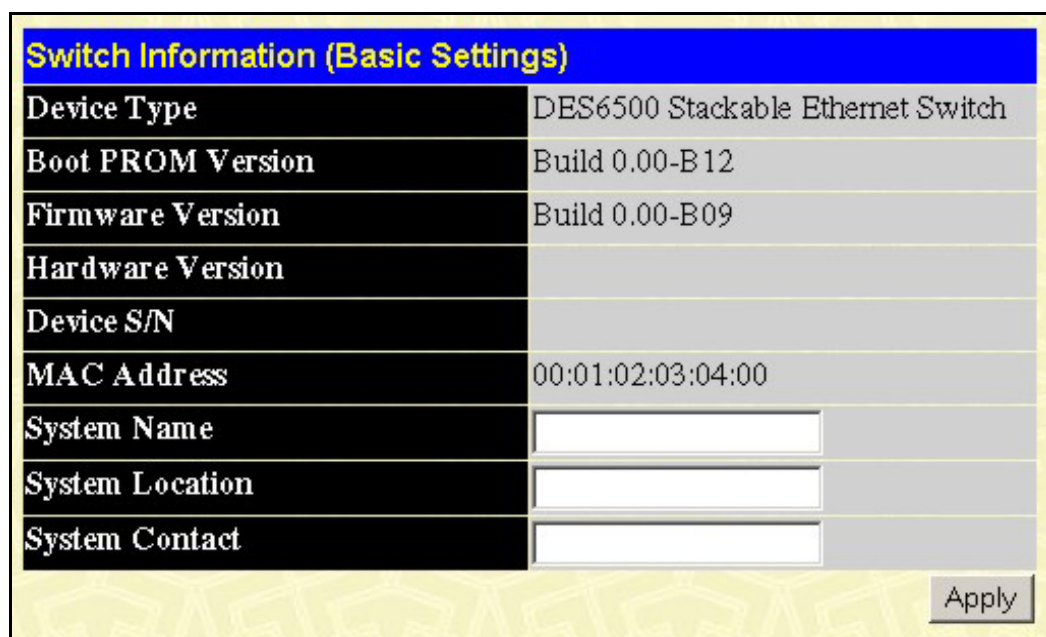 Switch Information (Basic Settings)
Device Type DES6500 Stackable Ethernet Switch
Boot PROM Version Build 0.00-B12
Firmware Version Build 0.00-B09
Hardware Version
Device S/N
MAC Address 00:01:02:03:04:00
System Name
System Location
System Contact
Apply